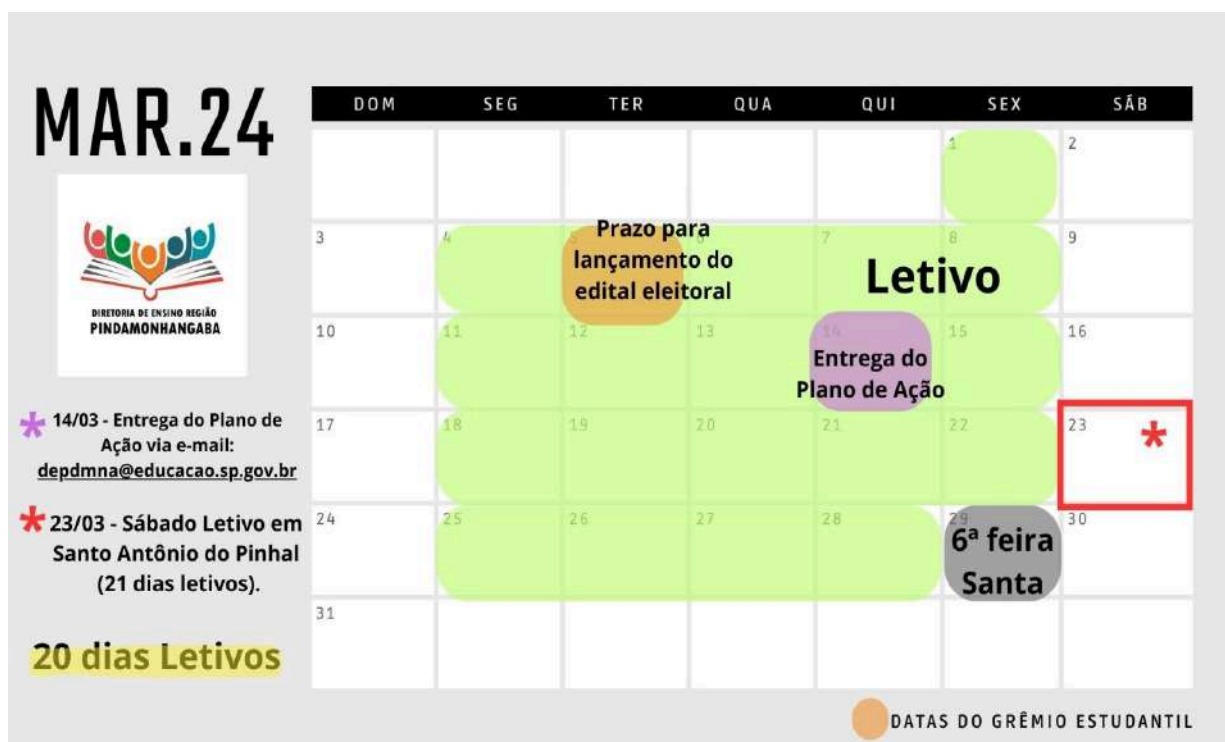 MAR.24
DIRETORIA DE ENSINO REGIÃO
PINDAMONHANGABA
* 14/03 - Entrega do Plano de
Ação via e-mail:
depdmna@educacao.sp.gov.br
* 23/03 - Sábado Letivo em
Santo Antônio do Pinhal
(21 dias letivos).
20 dias Letivos
DOM SEG TER QUA QUI SEX SÁB
1 2
3 4 5 6 7 8 9
Prazo para
lançamento do
edital eleitoral
Letivo
10 11 12 13 14 15 16
Entrega do
Plano de Ação
17 18 19 20 21 22 23 *
24 25 26 27 28 29 30
6ª feira
Santa
31
DATAS DO GRÊMIO ESTUDANTIL